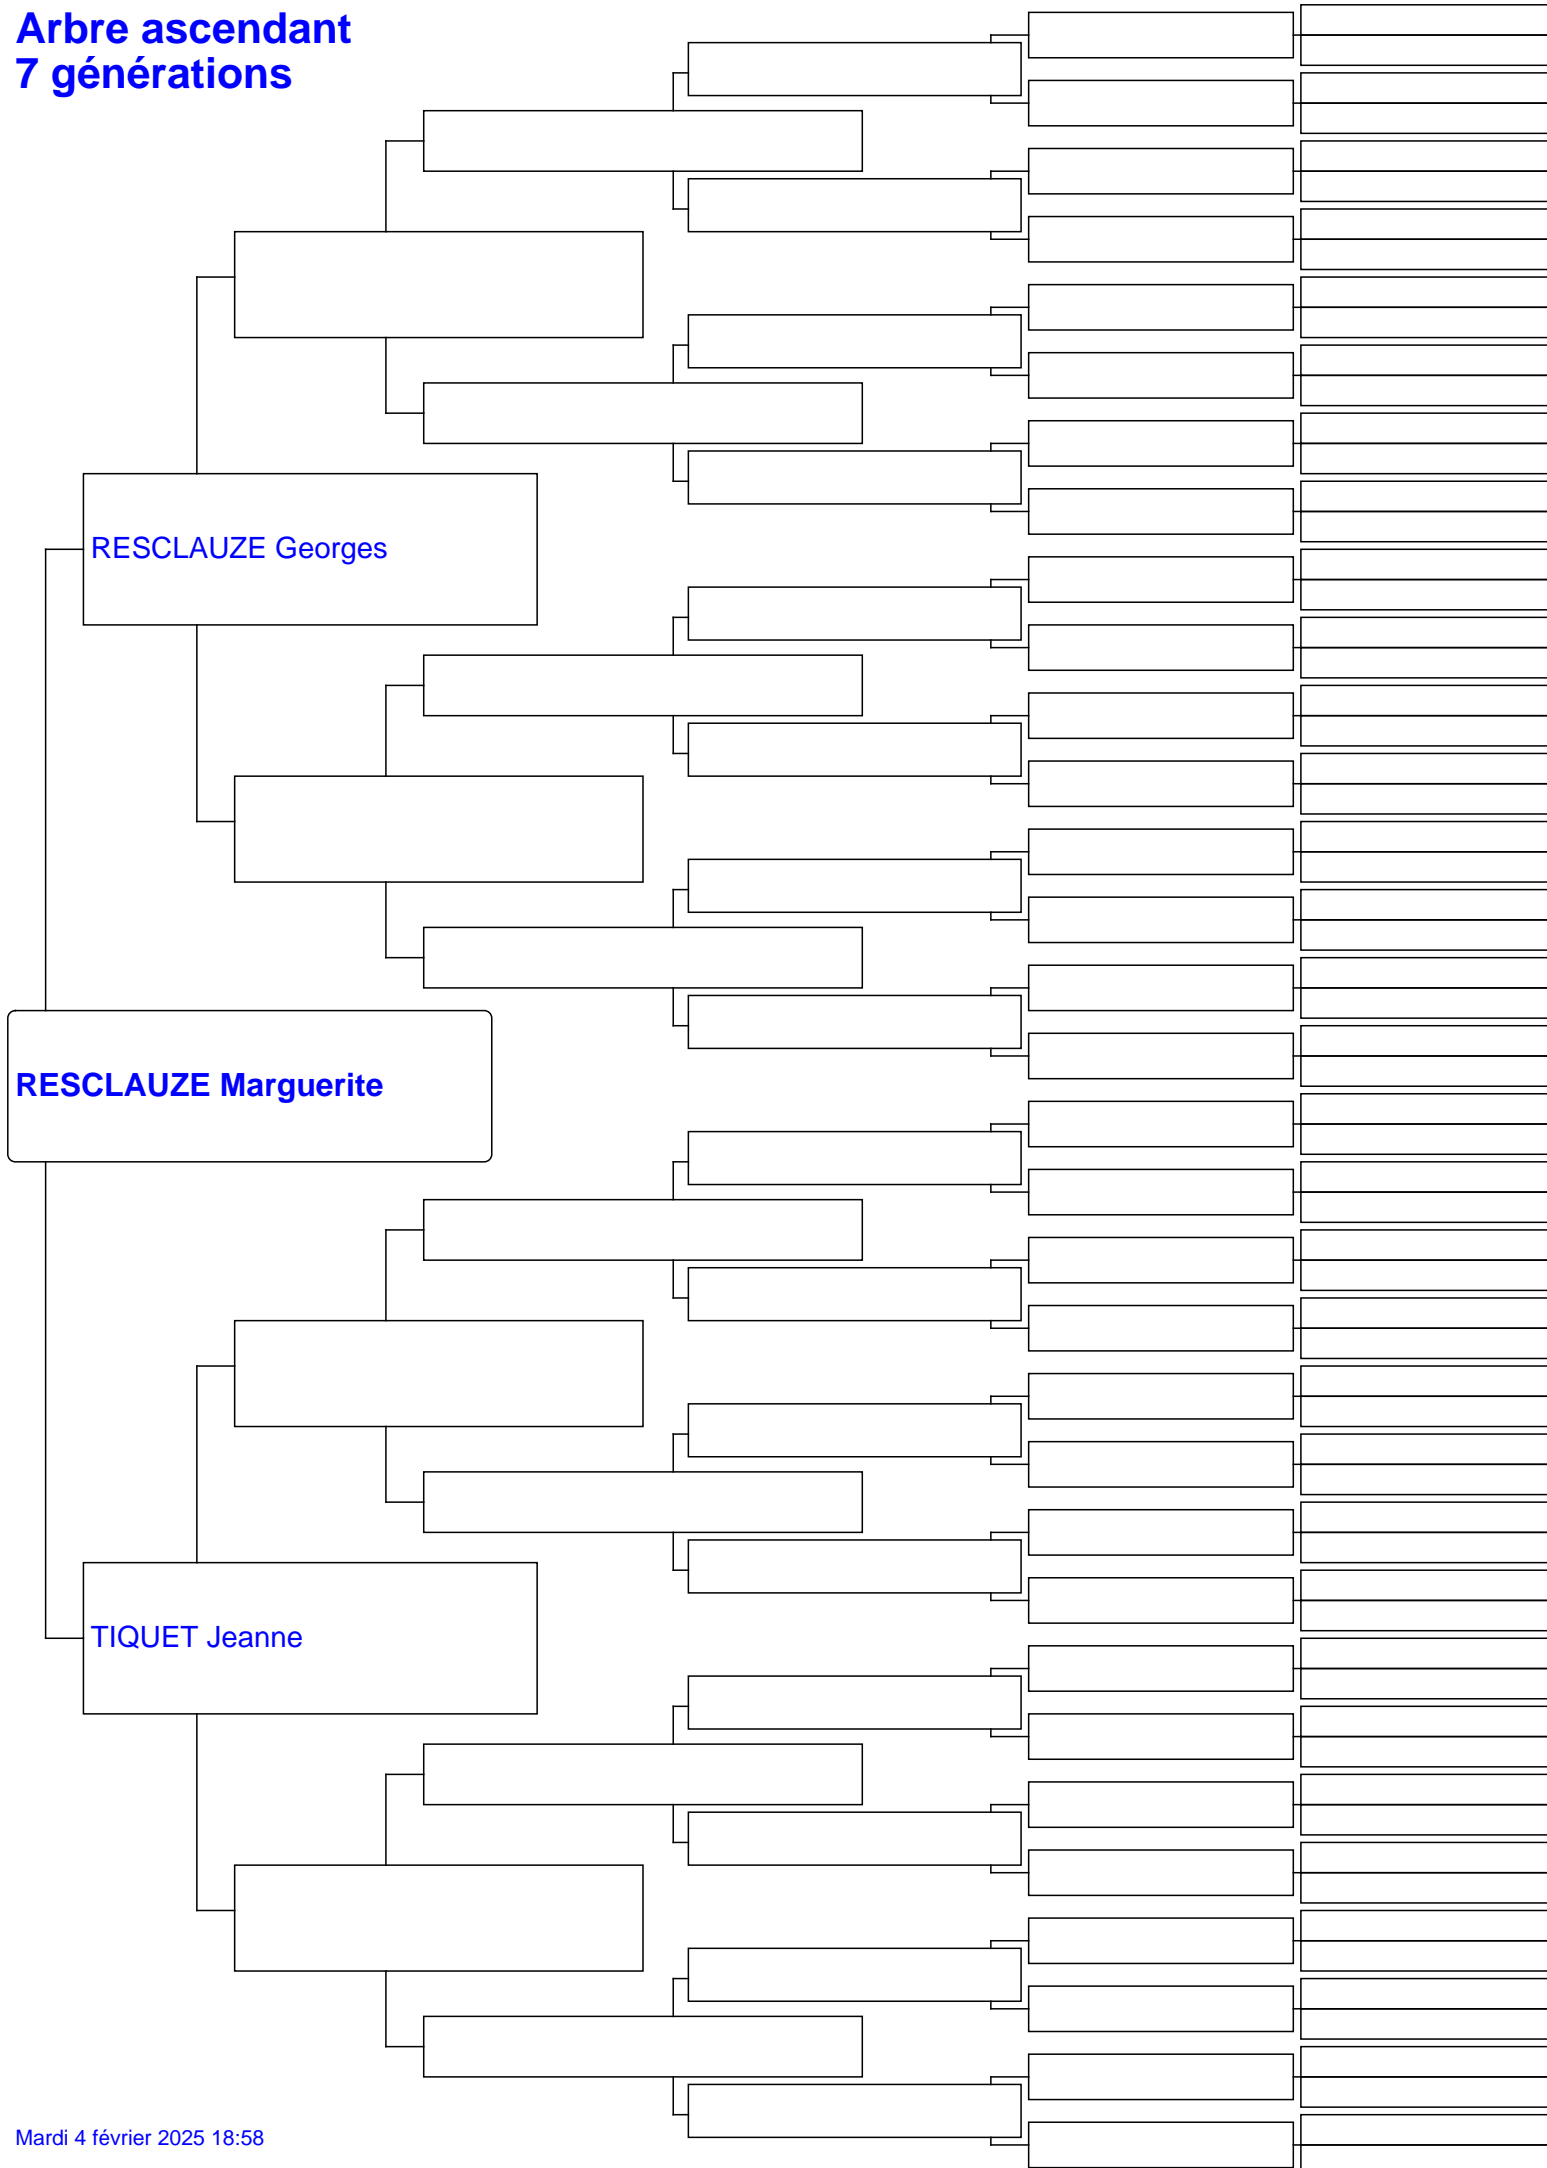 Arbre ascendant
7 générations
RESCLAUZE Georges
RESCLAUZE Marguerite
TIQUET Jeanne
Mardi 4 février 2025 18:58